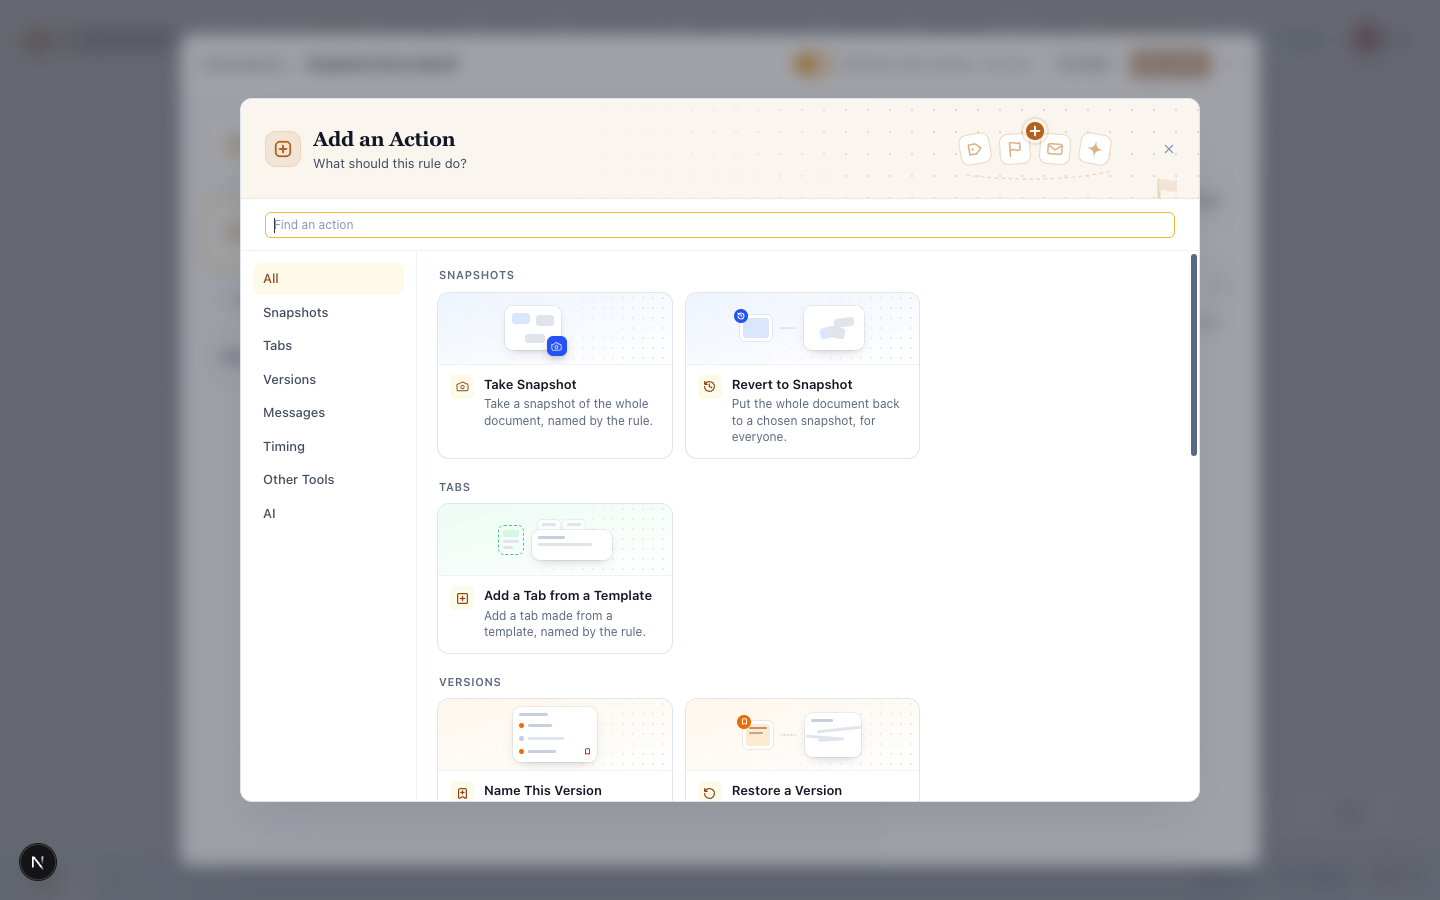 Add an Action
What should this rule do?
Find an action
All
Snapshots
Tabs
Versions
Messages
Timing
Other Tools
AI
SNAPSHOTS
Take Snapshot
Take a snapshot of the whole
document, named by the rule.
Revert to Snapshot
Put the whole document back
to a chosen snapshot, for
everyone.
TABS
Add a Tab from a Template
Add a tab made from a
template, named by the rule.
VERSIONS
Name This Version
Restore a Version
N